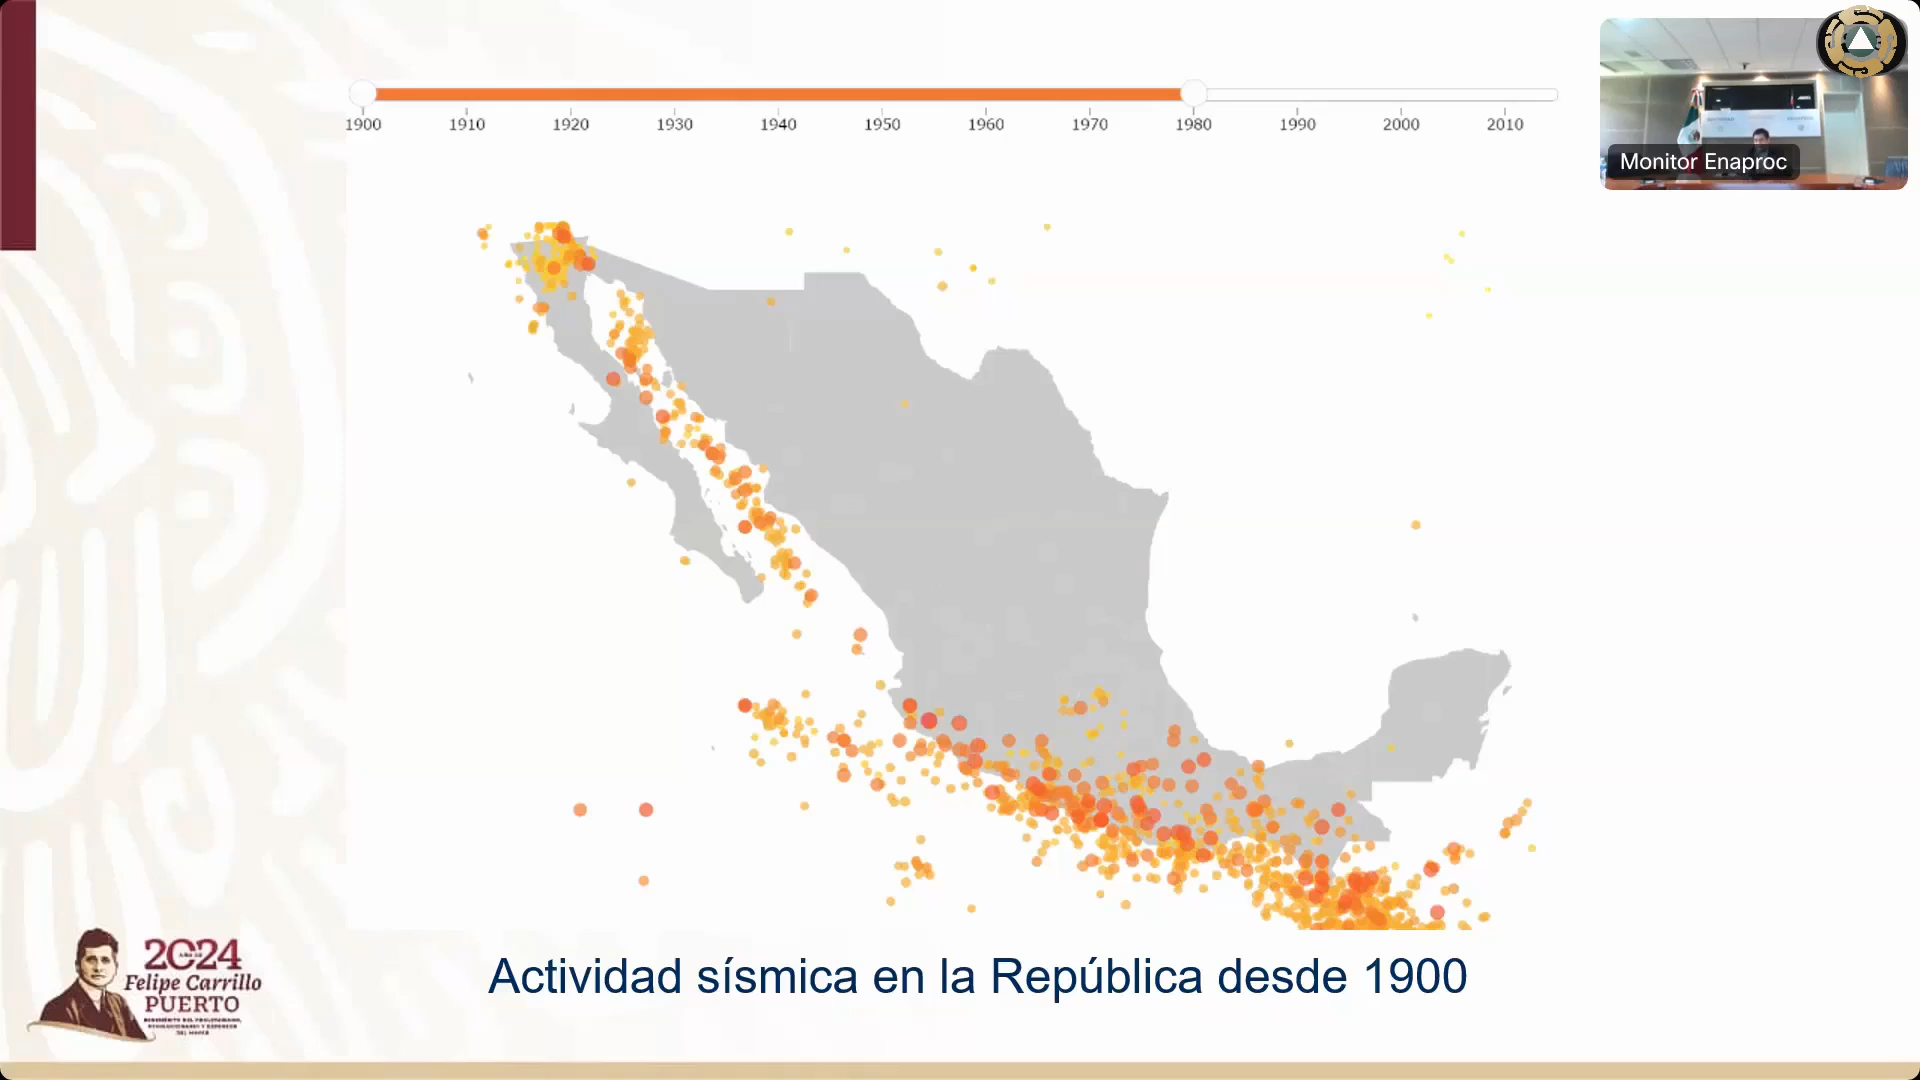 1900 1910 1920 1930 1940 1950 1960 1970 1980 1990 2000 2010
Monitor Enaproc
Actividad sísmica en la República desde 1900
2024
Felipe Carrillo
PUERTO